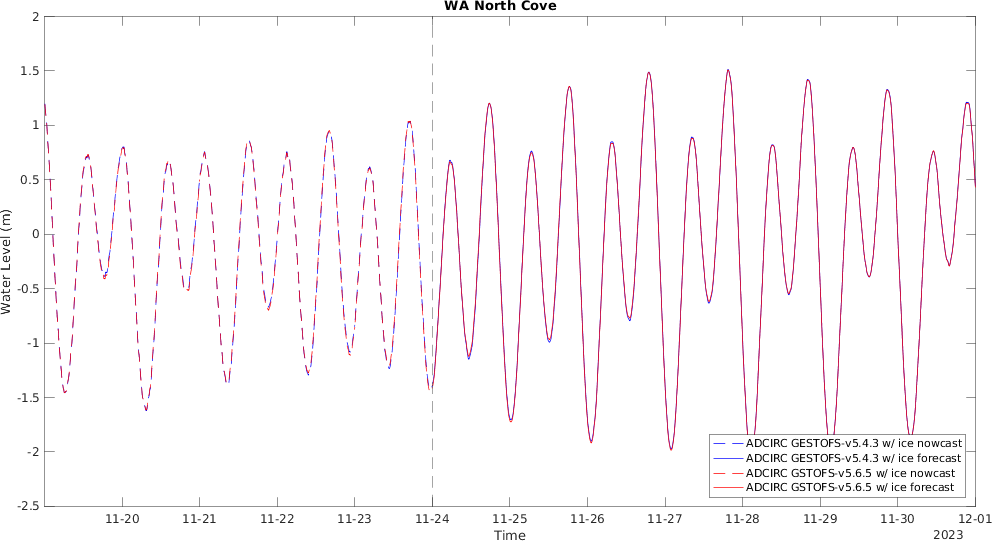 WA North Cove
2
1.5
1
0.5
0
-0.5
-1
-1.5
-2
-2.5
Water Level (m)
ADCIRC GESTOFS-v5.4.3 w/ ice nowcast
ADCIRC GESTOFS-v5.4.3 w/ ice forecast
ADCIRC GSTOFS-v5.6.5 w/ ice nowcast
ADCIRC GSTOFS-v5.6.5 w/ ice forecast
11-20 11-21 11-22 11-23 11-24 11-25 11-26 11-27 11-28 11-29 11-30 12-01
Time
2023